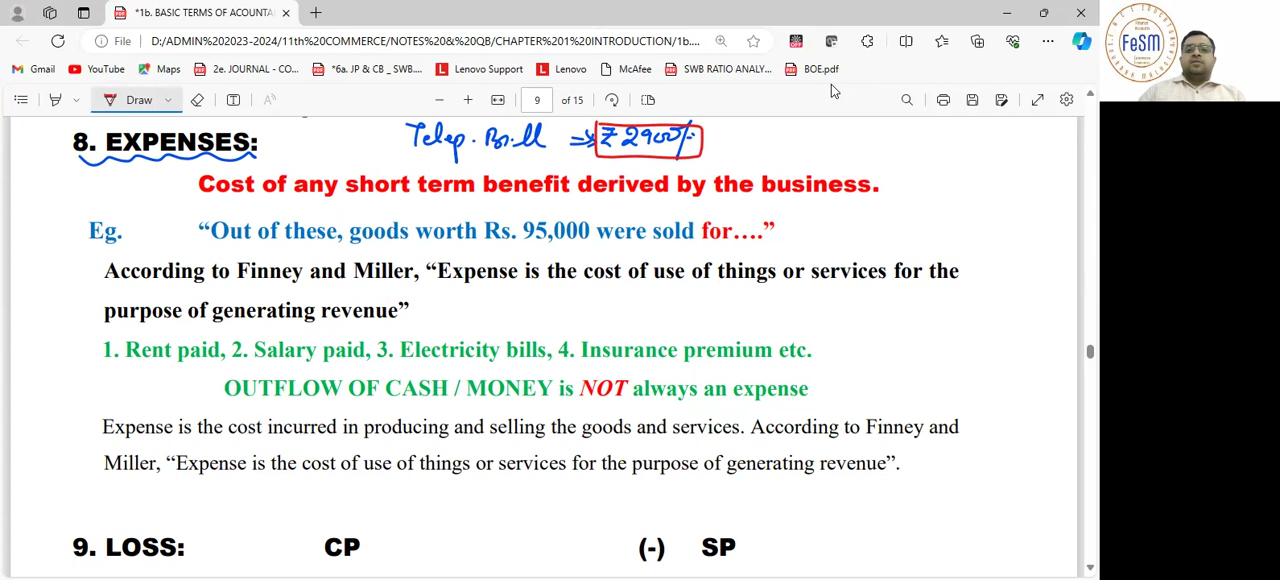 *1b. BASIC TERMS OF ACOUNTA
File
D:/ADMIN%202023-2024/11th%20COMMERCE/NOTES%20&%20QB/CHAPTER%201%20INTRODUCTION/1b....
Gmail YouTube Maps 2e. JOURNAL - CO... *6a. JP & CB _ SWB.... Lenovo Support Lenovo McAfee SWB RATIO ANALY... BOE.pdf
Draw 9 of 15
FeSM
8. EXPENSES: Telep. Bill ⇒ ₹ 2900/-
Cost of any short term benefit derived by the business.
Eg. “Out of these, goods worth Rs. 95,000 were sold for….”
According to Finney and Miller, “Expense is the cost of use of things or services for the
purpose of generating revenue”
1. Rent paid, 2. Salary paid, 3. Electricity bills, 4. Insurance premium etc.
OUTFLOW OF CASH / MONEY is NOT always an expense
Expense is the cost incurred in producing and selling the goods and services. According to Finney and
Miller, “Expense is the cost of use of things or services for the purpose of generating revenue”.
9. LOSS: CP (-) SP